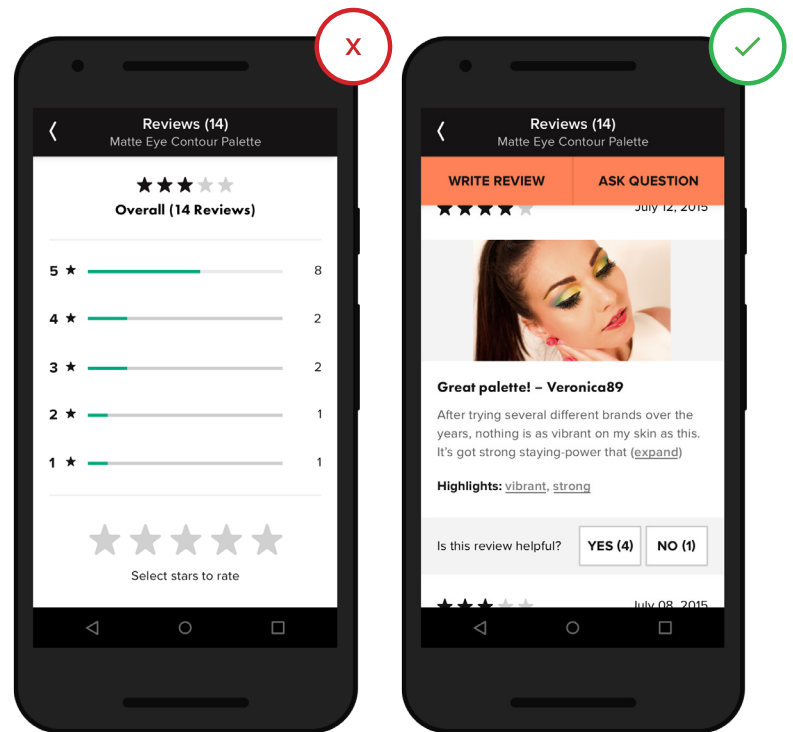 X
Reviews (14)
Matte Eye Contour Palette
Overall (14 Reviews)
5 8
4 2
3 2
2 1
1 1
Select stars to rate
Reviews (14)
Matte Eye Contour Palette
WRITE REVIEW ASK QUESTION
July 12, 2015
Great palette! – Veronica89
After trying several different brands over the
years, nothing is as vibrant on my skin as this.
It's got strong staying-power that (expand)
Highlights: vibrant, strong
Is this review helpful? YES (4) NO (1)
July 08, 2015